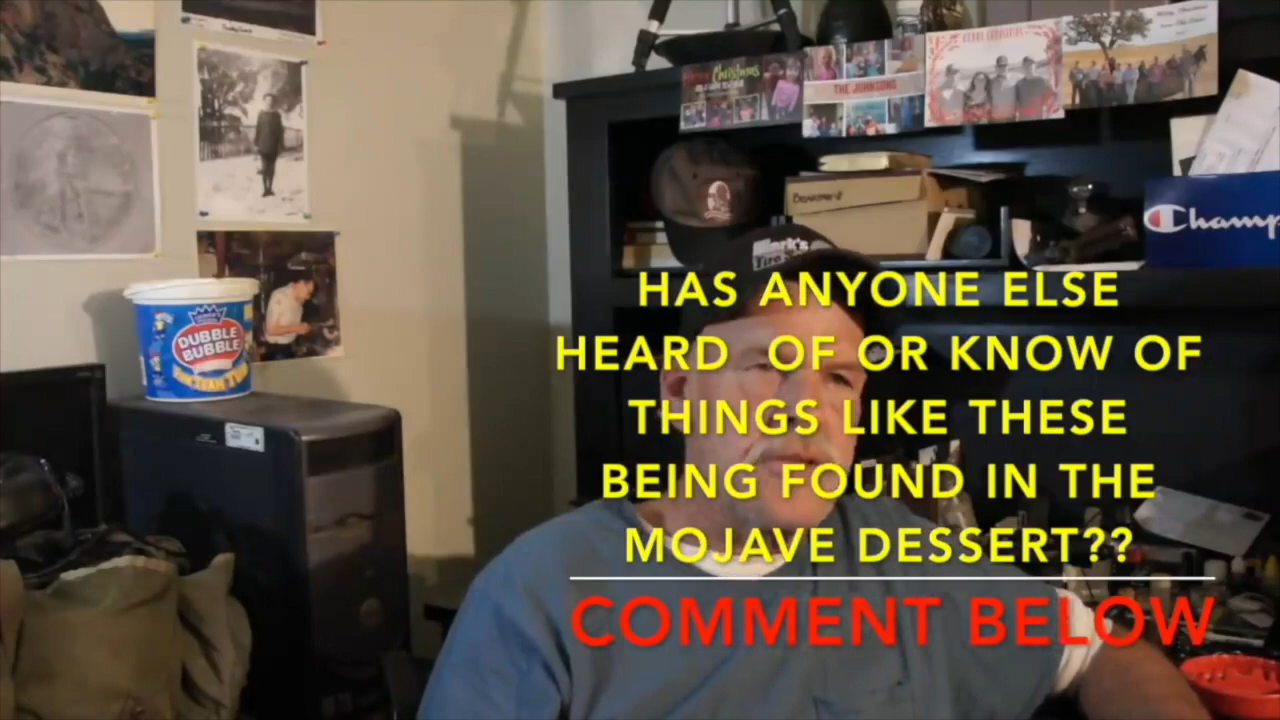 Christmas
THE JOHNSONS
Champ
DUBBLE
BUBBLE
HAS ANYONE ELSE
HEARD OF OR KNOW OF
THINGS LIKE THESE
BEING FOUND IN THE
MOJAVE DESSERT??
COMMENT BELOW